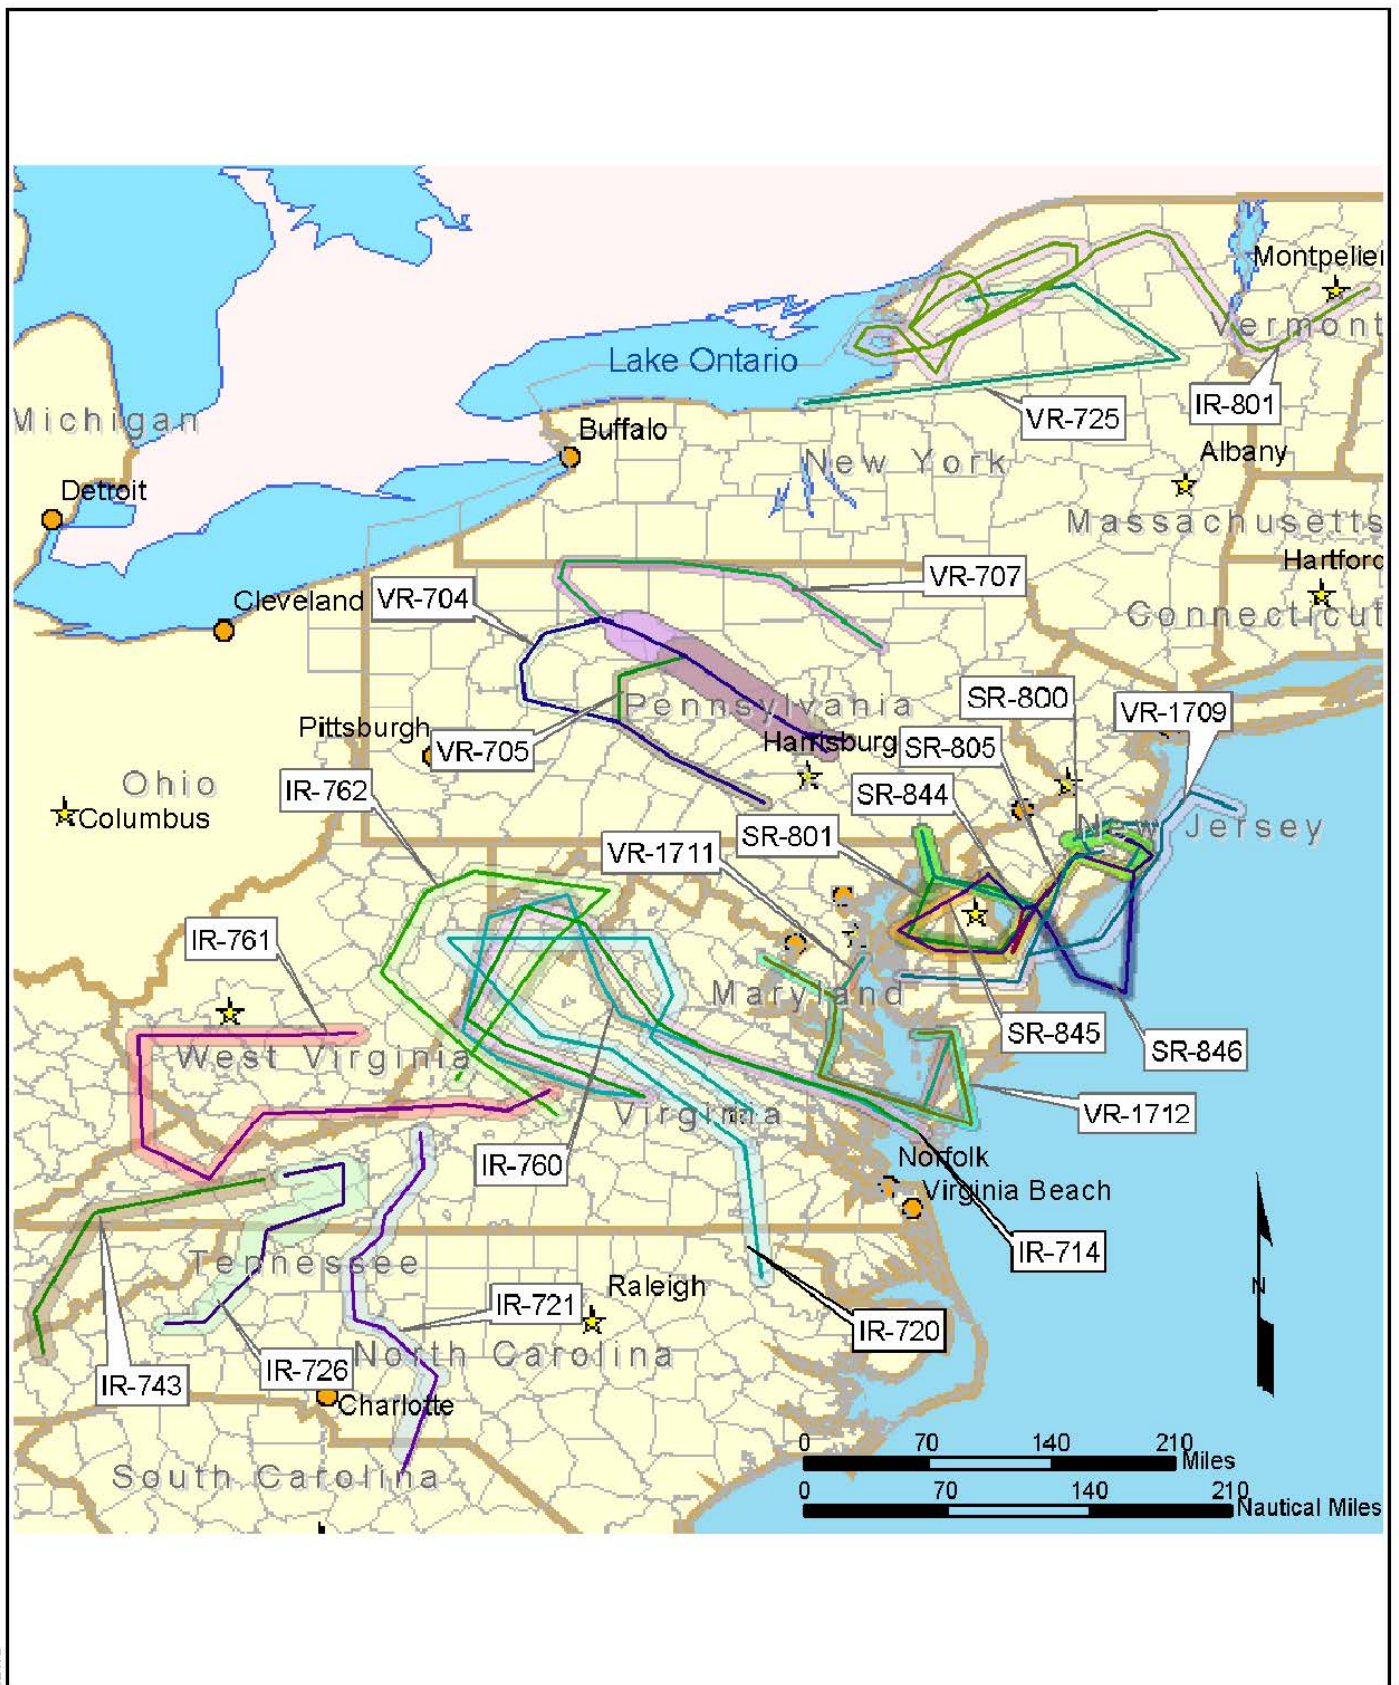 Montpelier
Vermont
Lake Ontario
IR-801
VR-725
Michigan
Buffalo
Albany
New York
Detroit
Massachusetts
Hartford
VR-707
Cleveland
VR-704
Connecticut
SR-800
VR-1709
Pennsylvania
Pittsburgh
Harrisburg
SR-805
VR-705
Ohio
IR-762
SR-844
Columbus
New Jersey
SR-801
VR-1711
IR-761
Maryland
SR-845
SR-846
West Virginia
Virginia
VR-1712
IR-760
Norfolk
Virginia Beach
IR-714
Tennessee
Raleigh
IR-721
IR-720
North Carolina
IR-726
IR-743
Charlotte
N
0 70 140 210
Miles
South Carolina
0 70 140 210
Nautical Miles